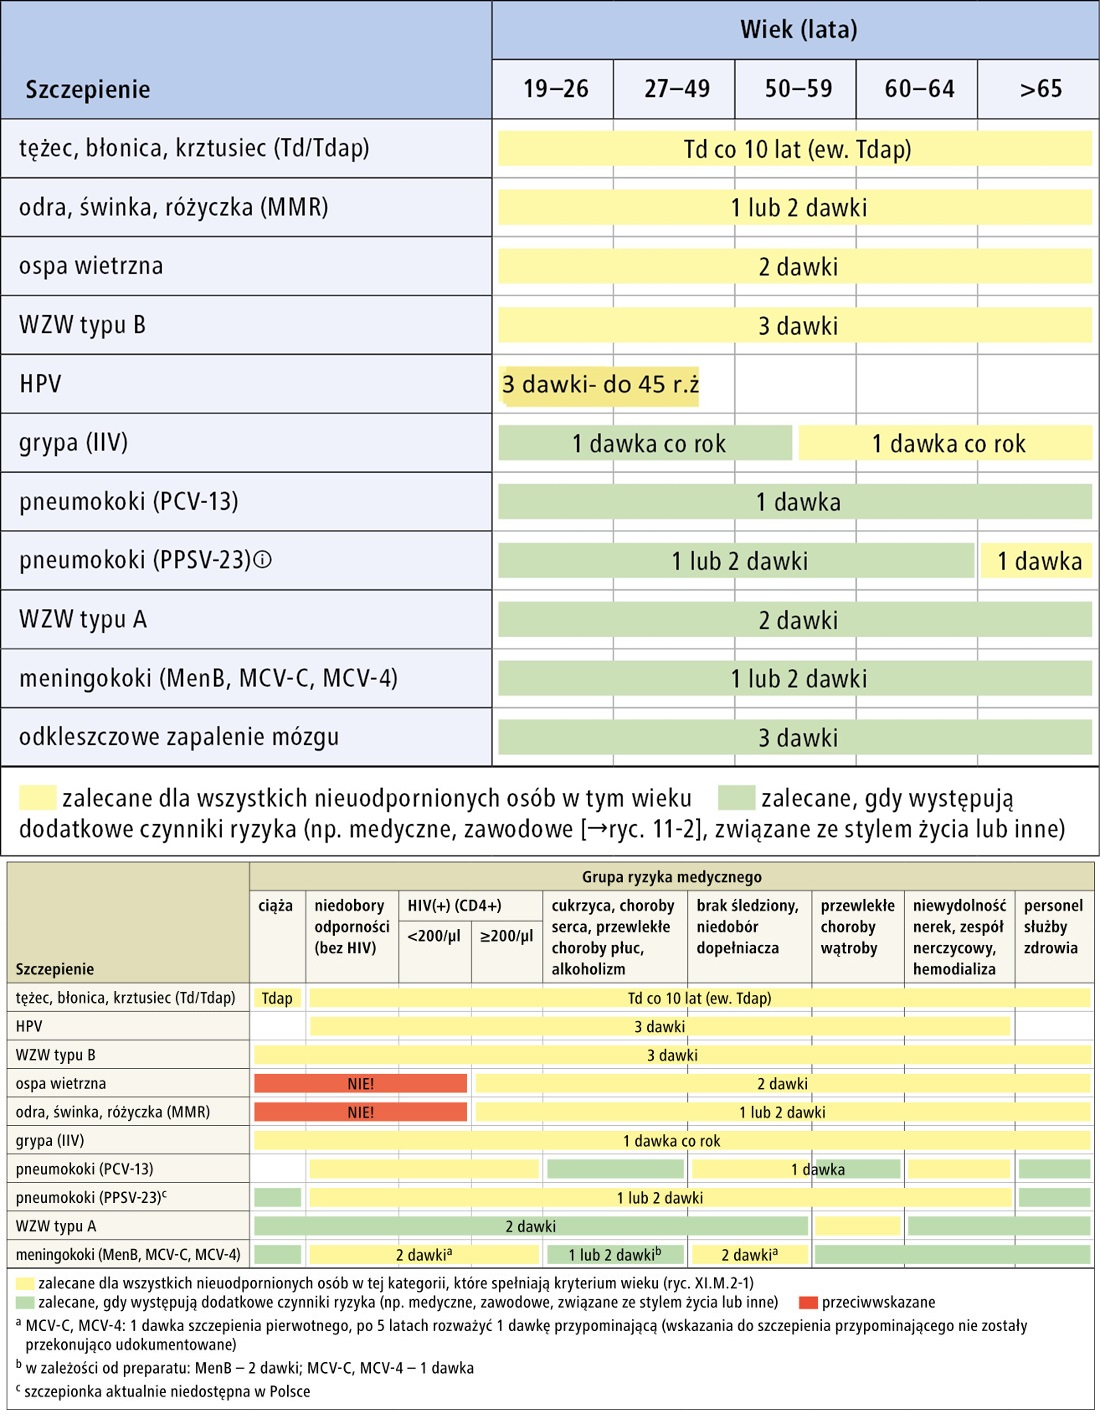 Szczepienie
Wiek (lata)
19–26
27–49
50–59
60–64
>65
tężec, błonica, krztusiec (Td/Tdap)
Td co 10 lat (ew. Tdap)
odra, świnka, różyczka (MMR)
1 lub 2 dawki
ospa wietrzna
2 dawki
WZW typu B
3 dawki
HPV
3 dawki- do 45 r.ż
grypa (IIV)
1 dawka co rok
1 dawka co rok
pneumokoki (PCV-13)
1 dawka
pneumokoki (PPSV-23)ⓘ
1 lub 2 dawki
1 dawka
WZW typu A
2 dawki
meningokoki (MenB, MCV-C, MCV-4)
1 lub 2 dawki
odkleszczowe zapalenie mózgu
3 dawki
zalecane dla wszystkich nieuodpornionych osób w tym wieku
zalecane, gdy występują
dodatkowe czynniki ryzyka (np. medyczne, zawodowe [→ryc. 11-2], związane ze stylem życia lub inne)
Szczepienie
Grupa ryzyka medycznego
ciąża
niedobory
odporności
(bez HIV)
HIV(+) (CD4+)
<200/µl
≥200/µl
cukrzyca, choroby
serca, przewlekłe
choroby płuc,
alkoholizm
brak śledziony,
niedobór
dopełniacza
przewlekłe
choroby
wątroby
niewydolność
nerek, zespół
nerczycowy,
hemodializa
personel
służby
zdrowia
tężec, błonica, krztusiec (Td/Tdap)
Tdap
Td co 10 lat (ew. Tdap)
HPV
3 dawki
WZW typu B
3 dawki
ospa wietrzna
NIE!
2 dawki
odra, świnka, różyczka (MMR)
NIE!
1 lub 2 dawki
grypa (IIV)
1 dawka co rok
pneumokoki (PCV-13)
1 dawka
pneumokoki (PPSV-23)ᶜ
1 lub 2 dawki
WZW typu A
2 dawki
meningokoki (MenB, MCV-C, MCV-4)
2 dawkiᵃ
1 lub 2 dawkiᵇ
2 dawkiᵃ
zalecane dla wszystkich nieuodpornionych osób w tej kategorii, które spełniają kryterium wieku (ryc. XI.M.2-1)
zalecane, gdy występują dodatkowe czynniki ryzyka (np. medyczne, zawodowe, związane ze stylem życia lub inne)
przeciwwskazane
ᵃ MCV-C, MCV-4: 1 dawka szczepienia pierwotnego, po 5 latach rozważyć 1 dawkę przypominającą (wskazania do szczepienia przypominającego nie zostały
przekonująco udokumentowane)
ᵇ w zależości od preparatu: MenB – 2 dawki; MCV-C, MCV-4 – 1 dawka
ᶜ szczepionka aktualnie niedostępna w Polsce